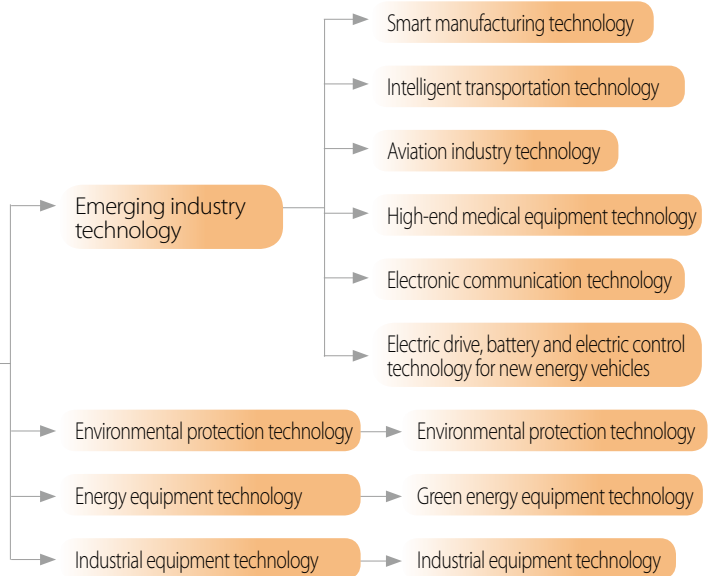 Smart manufacturing technology
Intelligent transportation technology
Aviation industry technology
Emerging industry
technology
High-end medical equipment technology
Electronic communication technology
Electric drive, battery and electric control
technology for new energy vehicles
Environmental protection technology
Environmental protection technology
Energy equipment technology
Green energy equipment technology
Industrial equipment technology
Industrial equipment technology